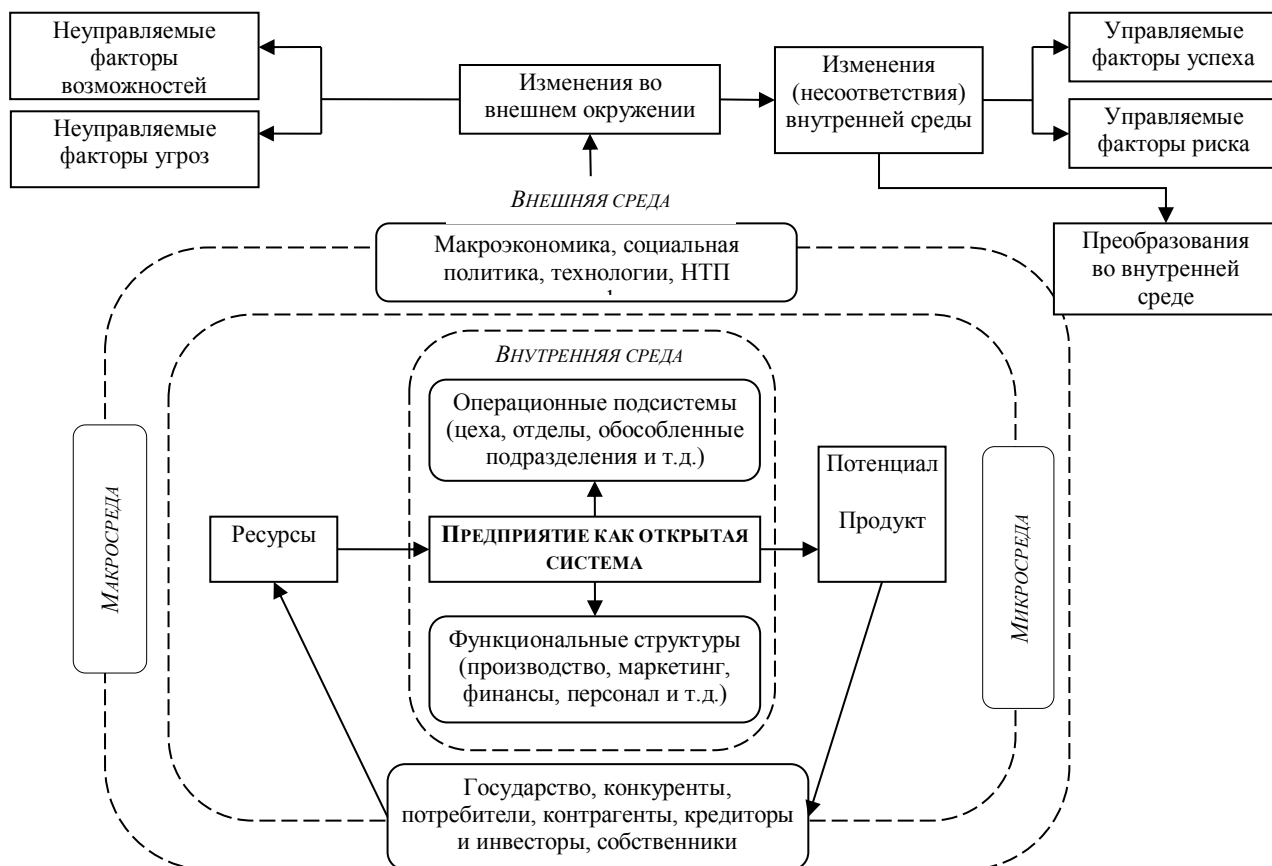 Неуправляемые
факторы
возможностей
Неуправляемые
факторы угроз
Изменения во
внешнем окружении
Изменения
(несоответствия)
внутренней среды
Управляемые
факторы успеха
Управляемые
факторы риска
Преобразования
во внутренней
среде
ВНЕШНЯЯ СРЕДА
Макроэкономика, социальная
политика, технологии, НТП
ВНУТРЕННЯЯ СРЕДА
Операционные подсистемы
(цеха, отделы, обособленные
подразделения и т.д.)
МАКРОСРЕДА
Ресурсы
ПРЕДПРИЯТИЕ КАК ОТКРЫТАЯ
СИСТЕМА
Потенциал
Продукт
МИКРОСРЕДА
Функциональные структуры
(производство, маркетинг,
финансы, персонал и т.д.)
Государство, конкуренты,
потребители, контрагенты, кредиторы
и инвесторы, собственники